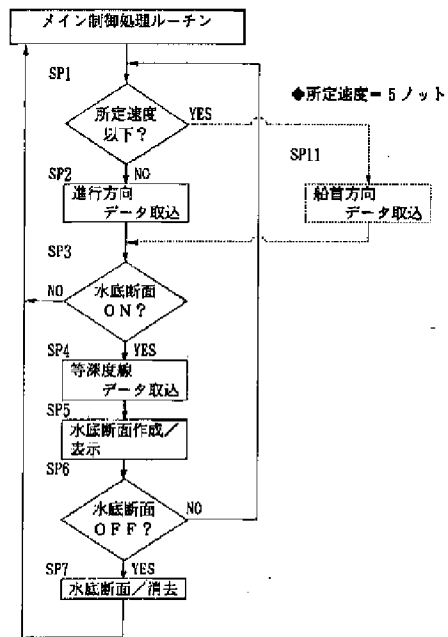 メイン制御処理ルーチン
SP1
所定速度
以下?
YES
◆所定速度=5ノット
SP11
SP2
NO
進行方向
データ取込
船首方向
データ取込
SP3
水底断面
ON?
NO
SP4
YES
等深度線
データ取込
SP5
水底断面作成/
表示
SP6
水底断面
OFF?
NO
SP7
YES
水底断面/消去